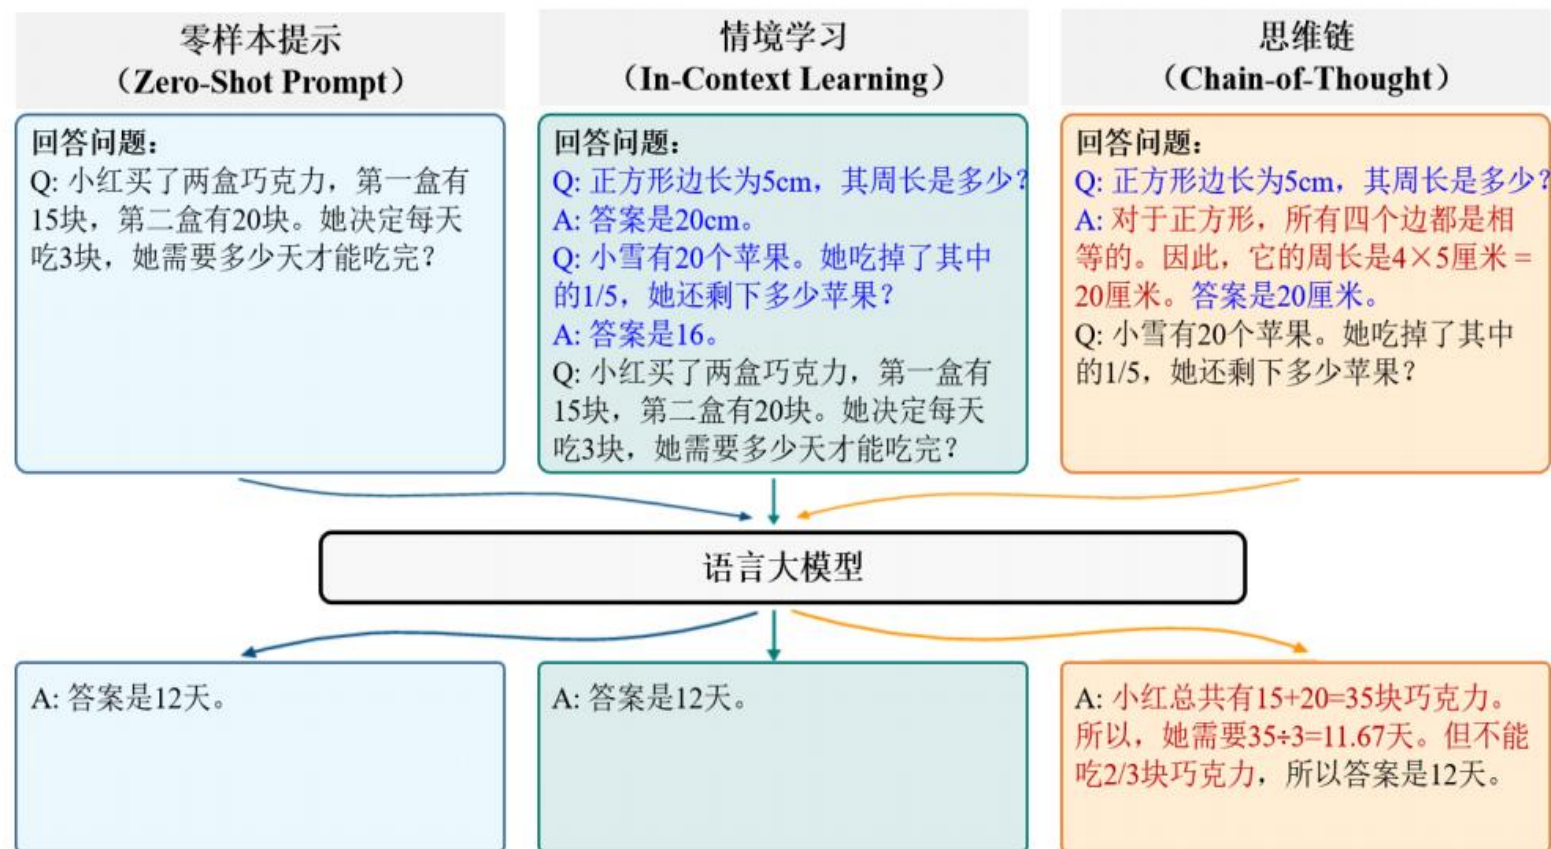 零样本提示
（Zero-Shot Prompt）
情境学习
（In-Context Learning）
思维链
（Chain-of-Thought）
回答问题：
Q: 小红买了两盒巧克力，第一盒有
15块，第二盒有20块。她决定每天
吃3块，她需要多少天才能吃完？
回答问题：
Q: 正方形边长为5cm，其周长是多少？
A: 答案是20cm。
Q: 小雪有20个苹果。她吃掉了其中
的1/5，她还剩下多少苹果？
A: 答案是16。
Q: 小红买了两盒巧克力，第一盒有
15块，第二盒有20块。她决定每天
吃3块，她需要多少天才能吃完？
回答问题：
Q: 正方形边长为5cm，其周长是多少？
A: 对于正方形，所有四个边都是相
等的。因此，它的周长是4×5厘米 =
20厘米。答案是20厘米。
Q: 小雪有20个苹果。她吃掉了其中
的1/5，她还剩下多少苹果？
语言大模型
A: 答案是12天。
A: 答案是12天。
A: 小红总共有15+20=35块巧克力。
所以，她需要35÷3=11.67天。但不能
吃2/3块巧克力，所以答案是12天。